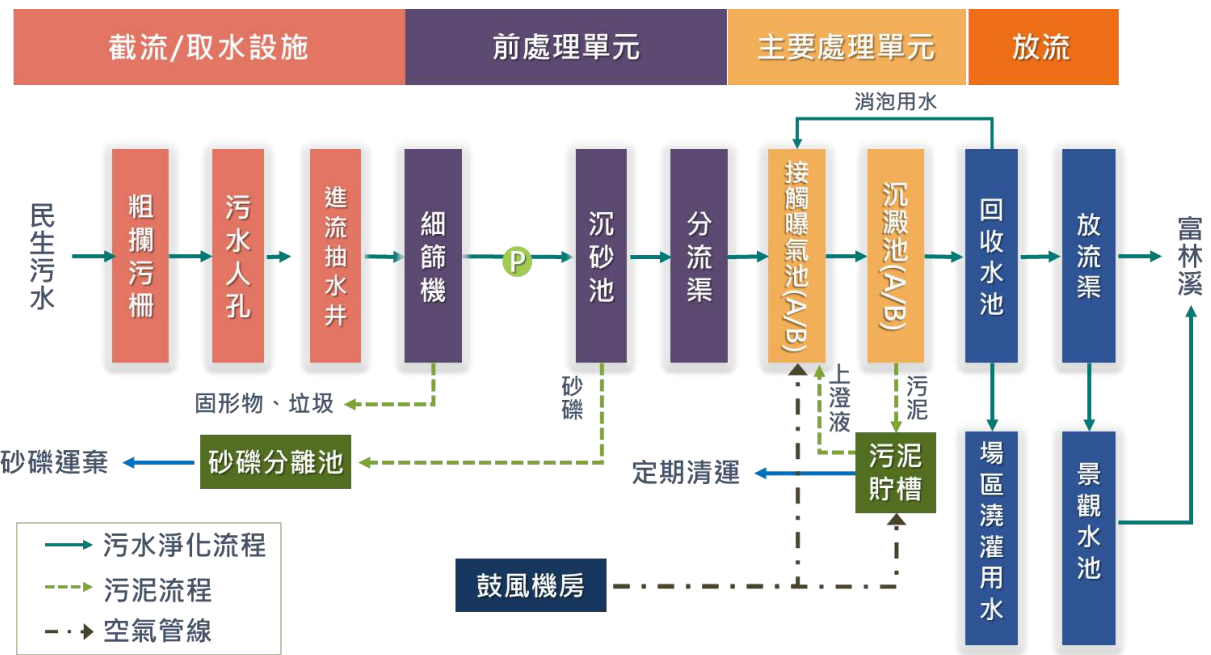 截流/取水設施
前處理單元
主要處理單元
放流
消泡用水
民生污水
粗攔污柵
污水人孔
進流抽水井
細篩機
P
沉砂池
分流渠
接觸曝氣池(A/B)
沉澱池(A/B)
回收水池
放流渠
富林溪
固形物、垃圾
砂礫
上澄液
污泥
砂礫運棄
砂礫分離池
定期清運
污泥
貯槽
場區澆灌用水
景觀水池
鼓風機房
污水淨化流程
污泥流程
空氣管線